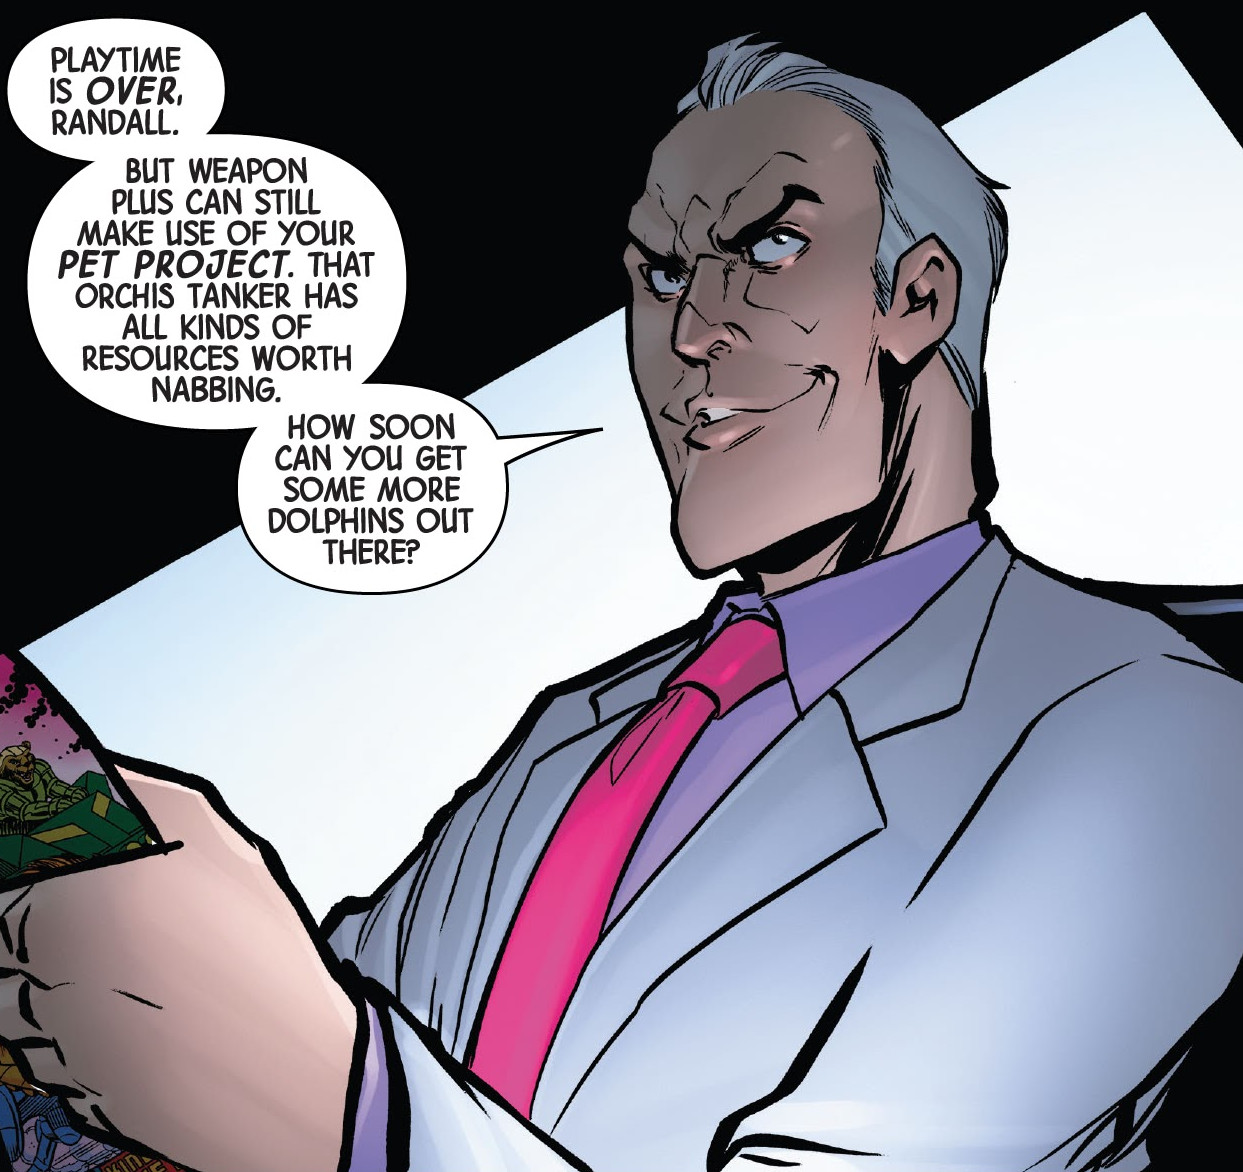 PLAYTIME
IS OVER,
RANDALL.
BUT WEAPON
PLUS CAN STILL
MAKE USE OF YOUR
PET PROJECT. THAT
ORCHIS TANKER HAS
ALL KINDS OF
RESOURCES WORTH
NABBING.
HOW SOON
CAN YOU GET
SOME MORE
DOLPHINS OUT
THERE?